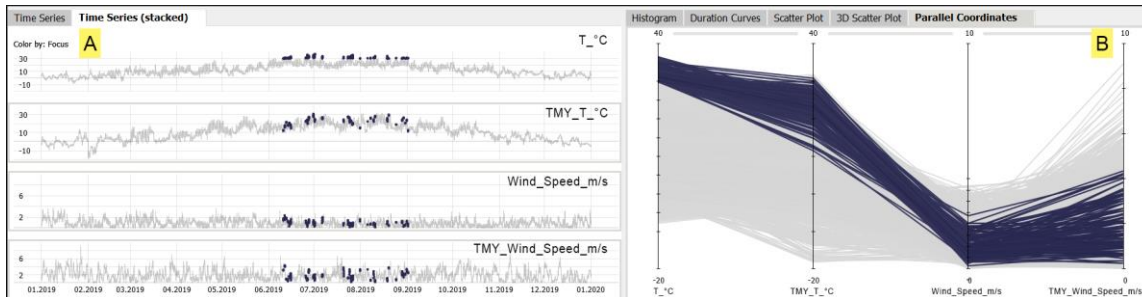 Time Series
Time Series (stacked)
Color by: Focus
A
T_°C
30
10
-10
TMY_T_°C
30
10
-10
Wind_Speed_m/s
6
2
TMY_Wind_Speed_m/s
6
2
01.2019 02.2019 03.2019 04.2019 05.2019 06.2019 07.2019 08.2019 09.2019 10.2019 11.2019 12.2019 01.2020
Histogram
Duration Curves
Scatter Plot
3D Scatter Plot
Parallel Coordinates
B
40 40 10 10
-20 -20 0
T_°C TMY_T_°C Wind_Speed_m/s TMY_Wind_Speed_m/s